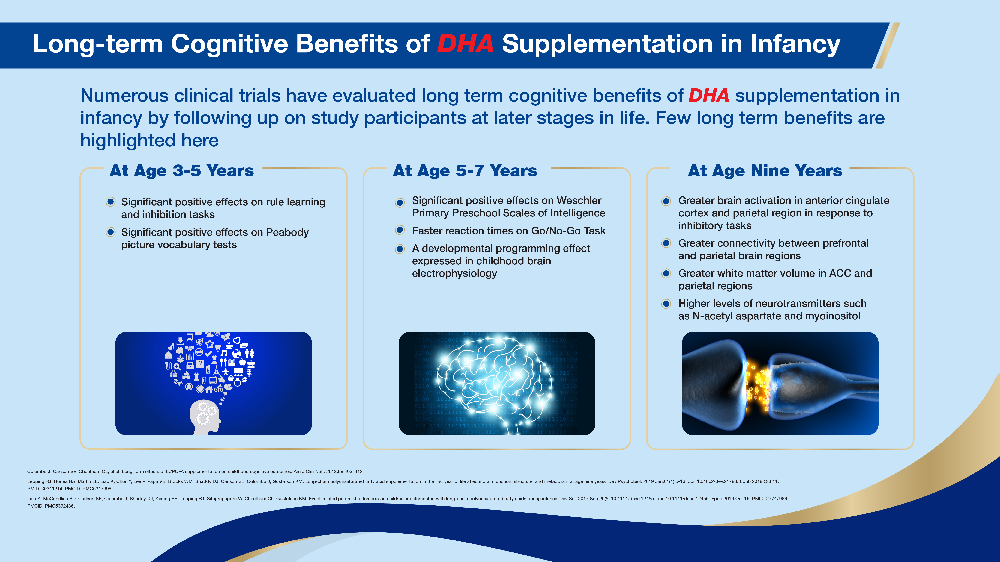 Long-term Cognitive Benefits of DHA Supplementation in Infancy
Numerous clinical trials have evaluated long term cognitive benefits of DHA supplementation in
infancy by following up on study participants at later stages in life. Few long term benefits are
highlighted here
At Age 3-5 Years
Significant positive effects on rule learning
and inhibition tasks
Significant positive effects on Peabody
picture vocabulary tests
At Age 5-7 Years
Significant positive effects on Weschler
Primary Preschool Scales of Intelligence
Faster reaction times on Go/No-Go Task
A developmental programming effect
expressed in childhood brain
electrophysiology
At Age Nine Years
Greater brain activation in anterior cingulate
cortex and parietal region in response to
inhibitory tasks
Greater connectivity between prefrontal
and parietal brain regions
Greater white matter volume in ACC and
parietal regions
Higher levels of neurotransmitters such
as N-acetyl aspartate and myoinositol
Colombo J, Carlson SE, Cheatham CL, et al. Long-term effects of LCPUFA supplementation on childhood cognitive outcomes. Am J Clin Nutr. 2013;98:403–412.
Lepping RJ, Honea RA, Martin LE, Liao K, Choi IY, Lee P, Papa VB, Brooks WM, Shaddy DJ, Carlson SE, Colombo J, Gustafson KM. Long-chain polyunsaturated fatty acid supplementation in the first year of life affects brain function, structure, and metabolism at age nine years. Dev Psychobiol. 2019 Jan;61(1):5-16. doi: 10.1002/dev.21780. Epub 2018 Oct 11.
PMID: 30311214; PMCID: PMC6317998.
Liao K, McCandliss BD, Carlson SE, Colombo J, Shaddy DJ, Kerling EH, Lepping RJ, Sittiprapaporn W, Cheatham CL, Gustafson KM. Event-related potential differences in children supplemented with long-chain polyunsaturated fatty acids during infancy. Dev Sci. 2017 Sep;20(5):10.1111/desc.12455. doi: 10.1111/desc.12455. Epub 2016 Oct 16. PMID: 27747986;
PMCID: PMC5392436.